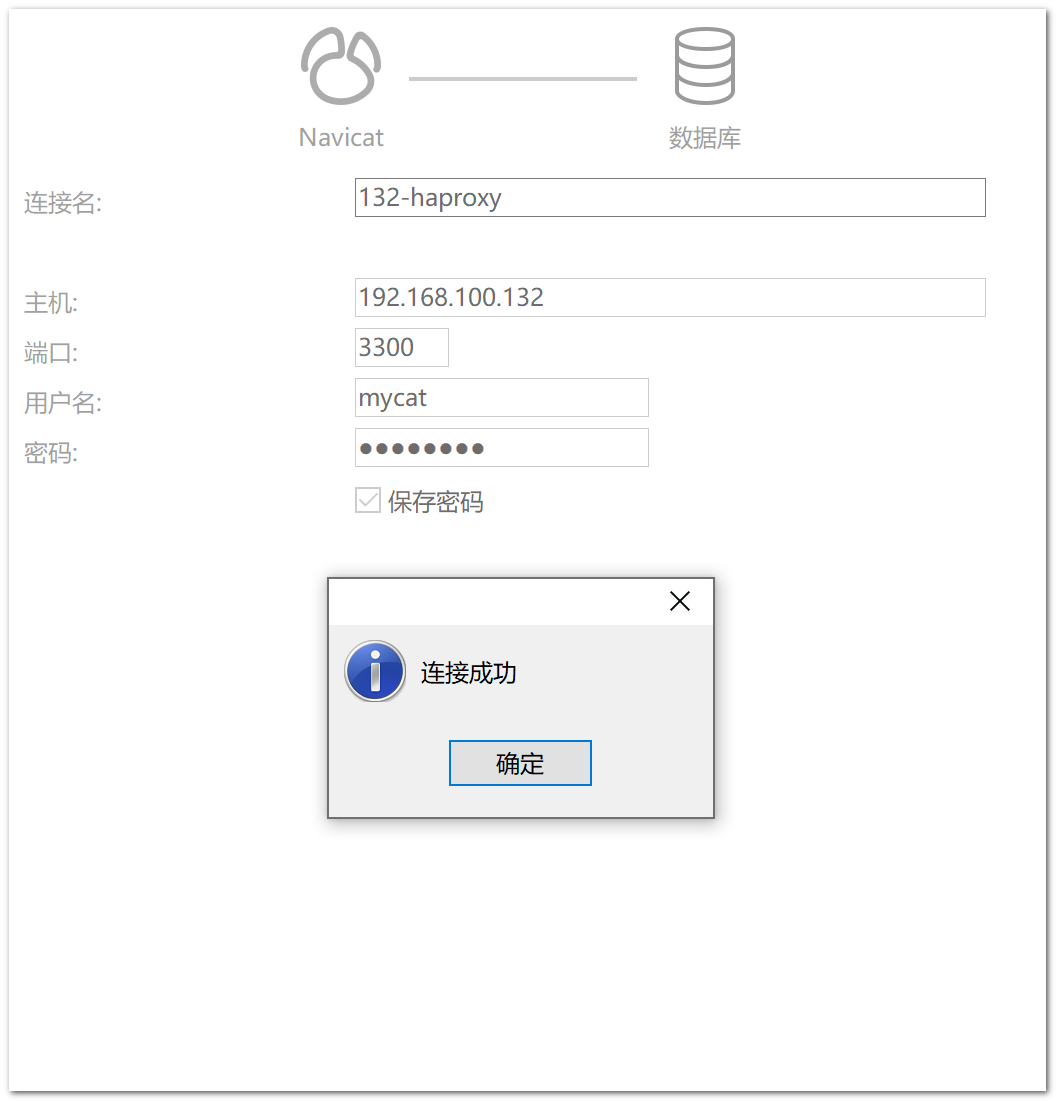 Navicat
数据库
连接名:
132-haproxy
主机:
192.168.100.132
端口:
3300
用户名:
mycat
密码:
●●●●●●●●
保存密码
连接成功
确定